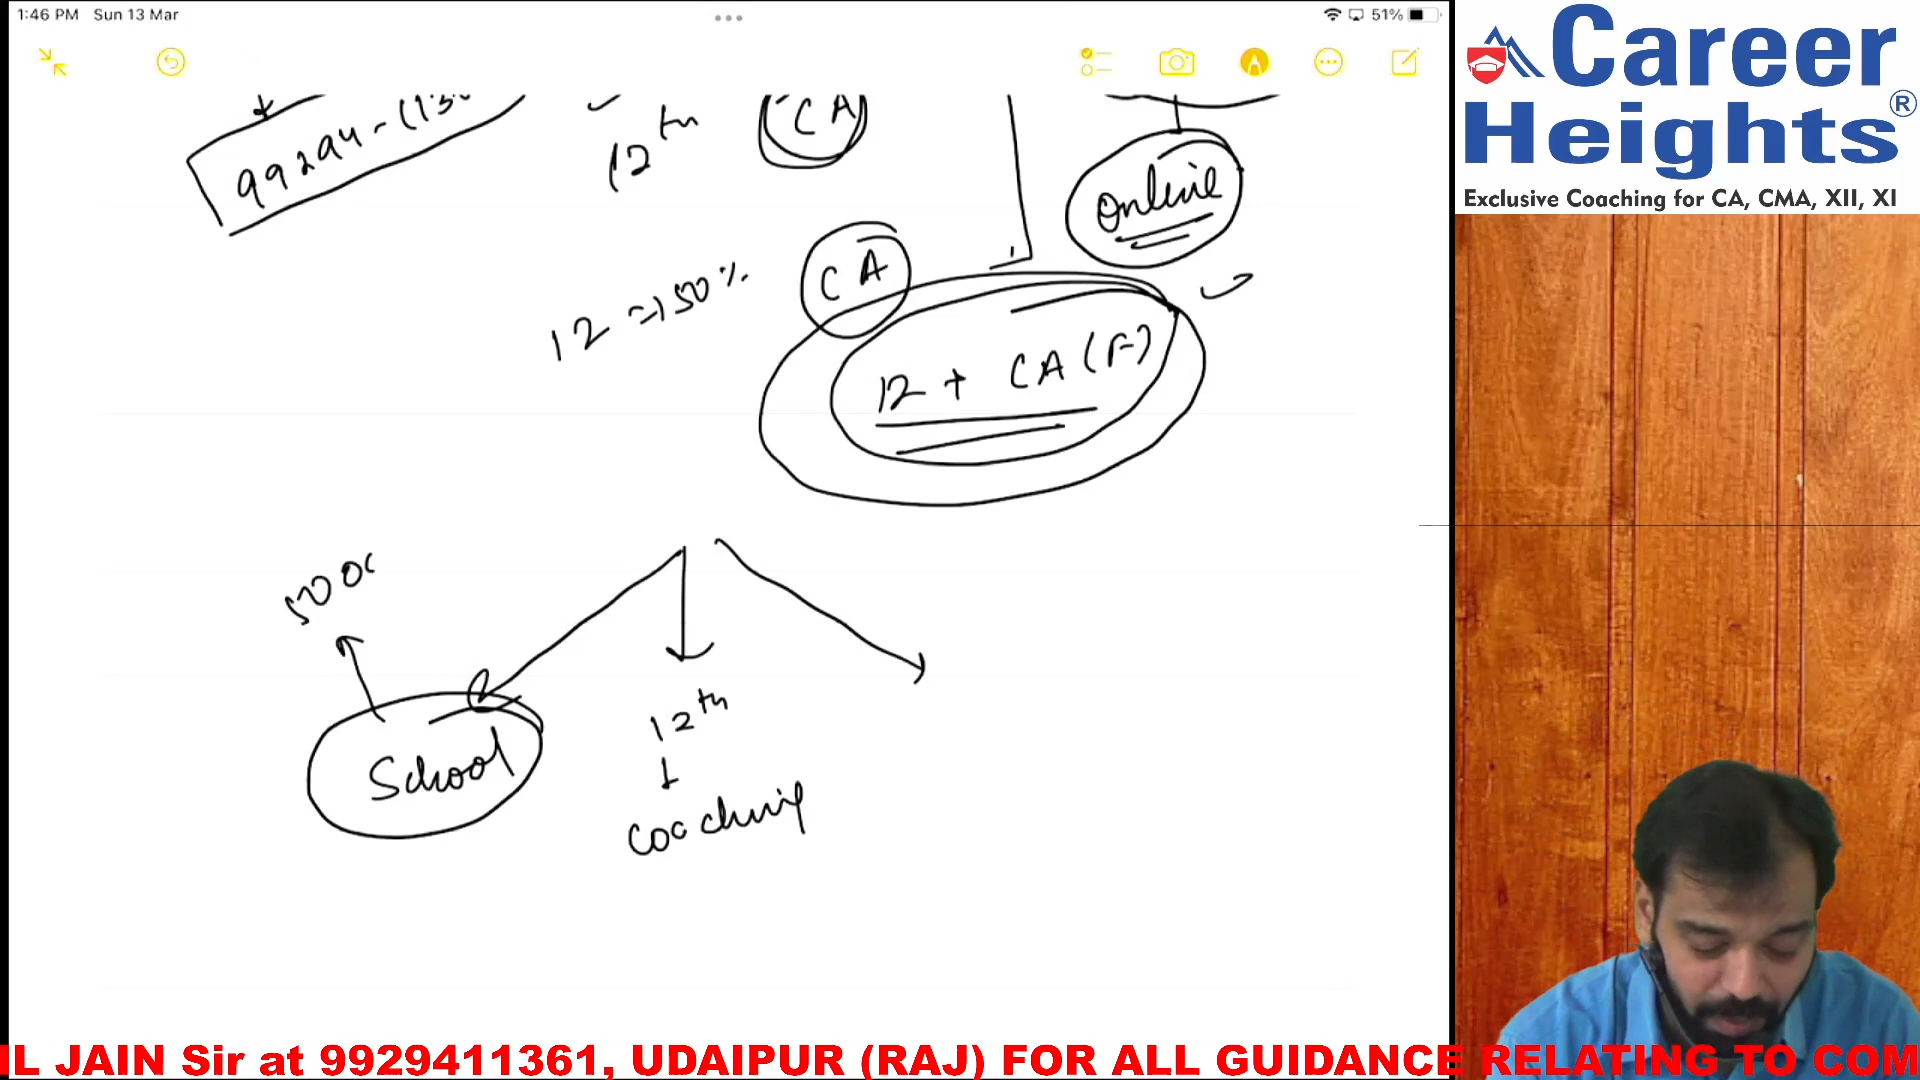 1:46 PM Sun 13 Mar
51%
Career
Heights®
Exclusive Coaching for CA, CMA, XII, XI
99294-(13
12th
CA
Online
CA
12 => 50%
12 + CA (F)
School
12th
Coaching
IL JAIN Sir at 9929411361, UDAIPUR (RAJ) FOR ALL GUIDANCE RELATING TO COM